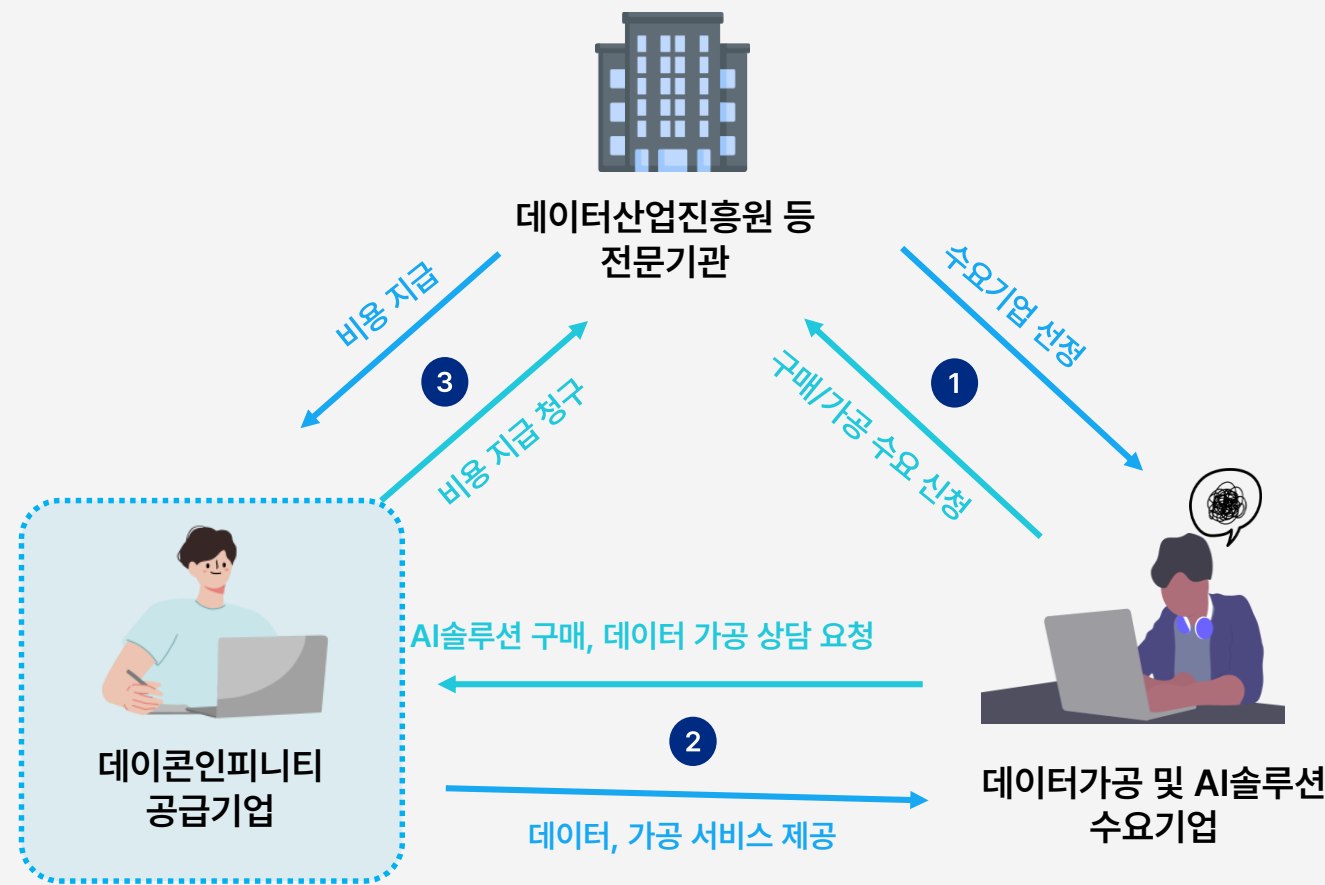 데이터산업진흥원 등
전문기관
비용 지급
수요기업 선정
3
1
비용 지급 청구
구매/가공 수요 신청
AI솔루션 구매, 데이터 가공 상담 요청
2
데이콘인피니티
공급기업
데이터가공 및 AI솔루션
수요기업
데이터, 가공 서비스 제공